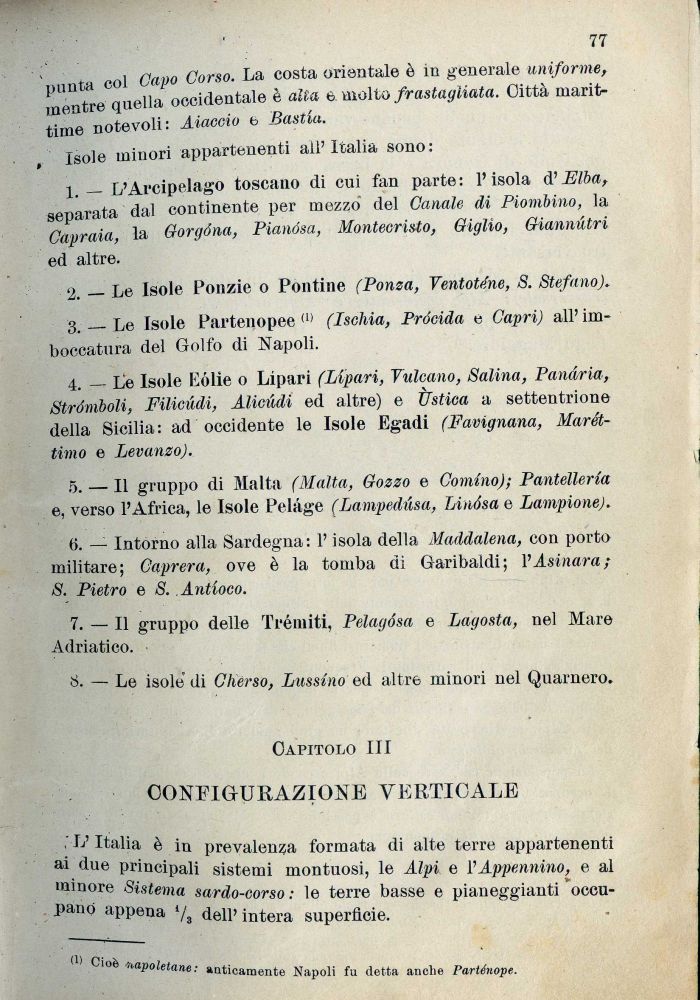 77
punta col Capo Corso. La costa orientale è in generale uniforme,
mentre quella occidentale è alta e molto frastagliata. Città marit-
time notevoli: Aiaccio e Bastía.
Isole minori appartenenti all' Italia sono:
1. — L'Arcipelago toscano di cui fan parte: l' isola d' Elba,
separata dal continente per mezzo del Canale di Piombino, la
Capraia, la Gorgóna, Pianósa, Montecristo, Giglio, Giannútri
ed altre.
2. — Le Isole Ponzie o Pontine (Ponza, Ventoténe, S. Stefano).
3. — Le Isole Partenopee (1) (Ischia, Prócida e Capri) all' im-
boccatura del Golfo di Napoli.
4. — Le Isole Eólie o Lipari (Lípari, Vulcano, Salina, Panária,
Strómboli, Filicúdi, Alicúdi ed altre) e Ùstica a settentrione
della Sicilia: ad occidente le Isole Egadi (Favignana, Marét-
timo e Levanzo).
5. — Il gruppo di Malta (Malta, Gozzo e Comíno); Pantellería
e, verso l'Africa, le Isole Peláge (Lampedúsa, Linósa e Lampione).
6. — Intorno alla Sardegna: l' isola della Maddalena, con porto
militare; Caprera, ove è la tomba di Garibaldi; l'Asinara;
S. Pietro e S. Antíoco.
7. — Il gruppo delle Trémiti, Pelagósa e Lagosta, nel Mare
Adriatico.
8. — Le isole di Cherso, Lussíno ed altre minori nel Quarnero.
CAPITOLO III
CONFIGURAZIONE VERTICALE
L' Italia è in prevalenza formata di alte terre appartenenti
ai due principali sistemi montuosi, le Alpi e l'Appennino, e al
minore Sistema sardo-corso: le terre basse e pianeggianti occu-
pano appena 1/3 dell' intera superficie.
(1) Cioè napoletane: anticamente Napoli fu detta anche Parténope.